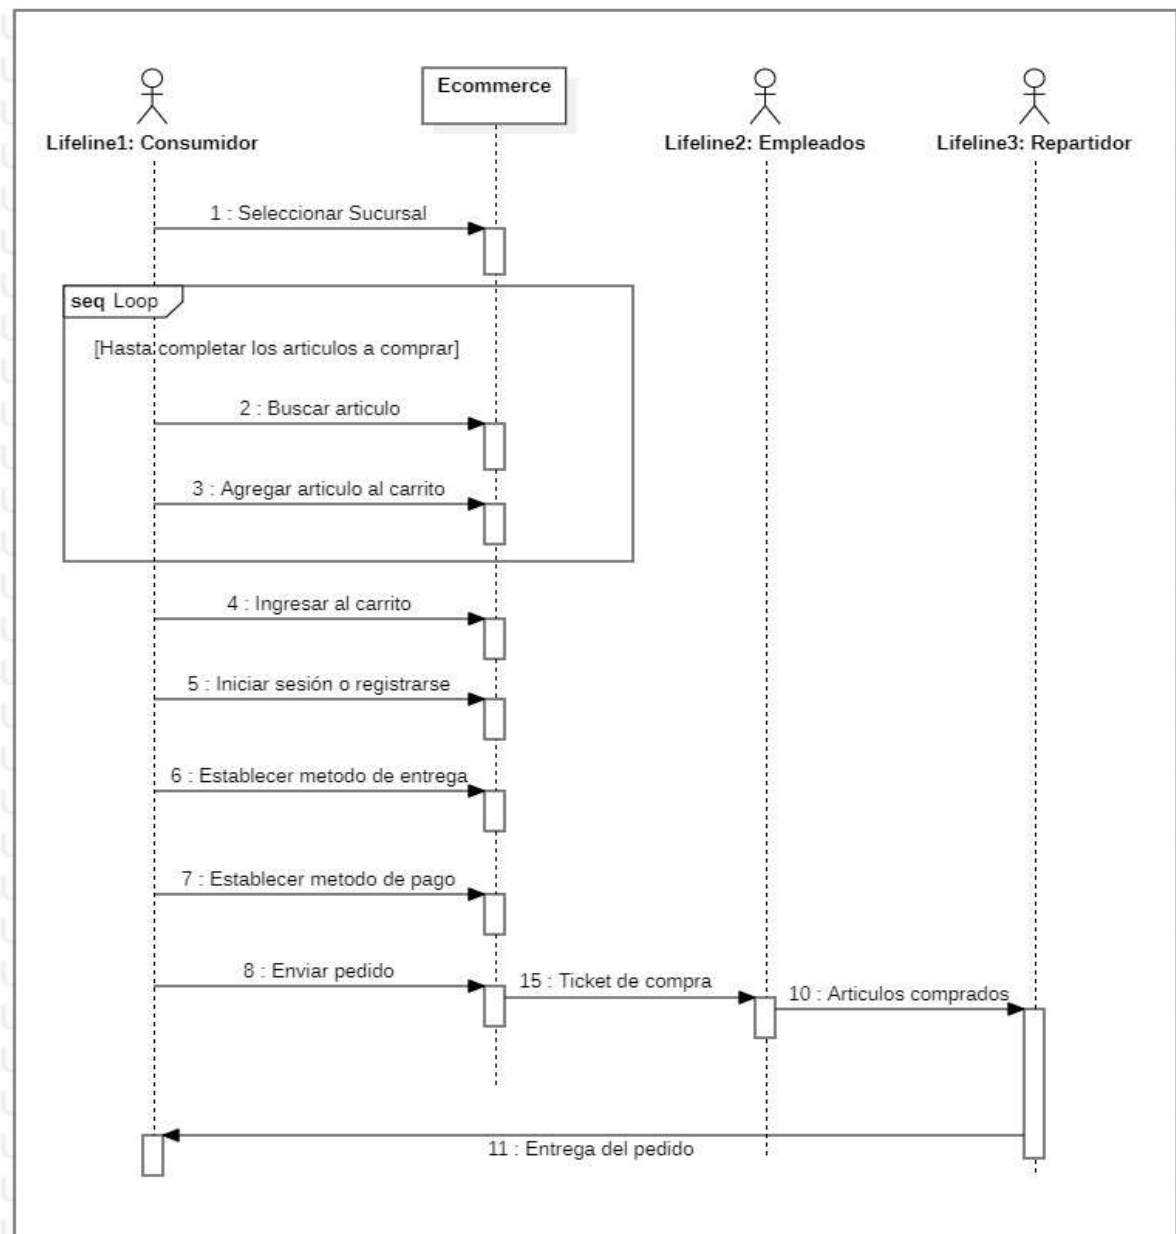 Ecommerce
Lifeline1: Consumidor
Lifeline2: Empleados
Lifeline3: Repartidor
1 : Seleccionar Sucursal
seq Loop
[Hasta completar los articulos a comprar]
2 : Buscar articulo
3 : Agregar articulo al carrito
4 : Ingresar al carrito
5 : Iniciar sesión o registrarse
6 : Establecer metodo de entrega
7 : Establecer metodo de pago
8 : Enviar pedido
15 : Ticket de compra
10 : Articulos comprados
11 : Entrega del pedido